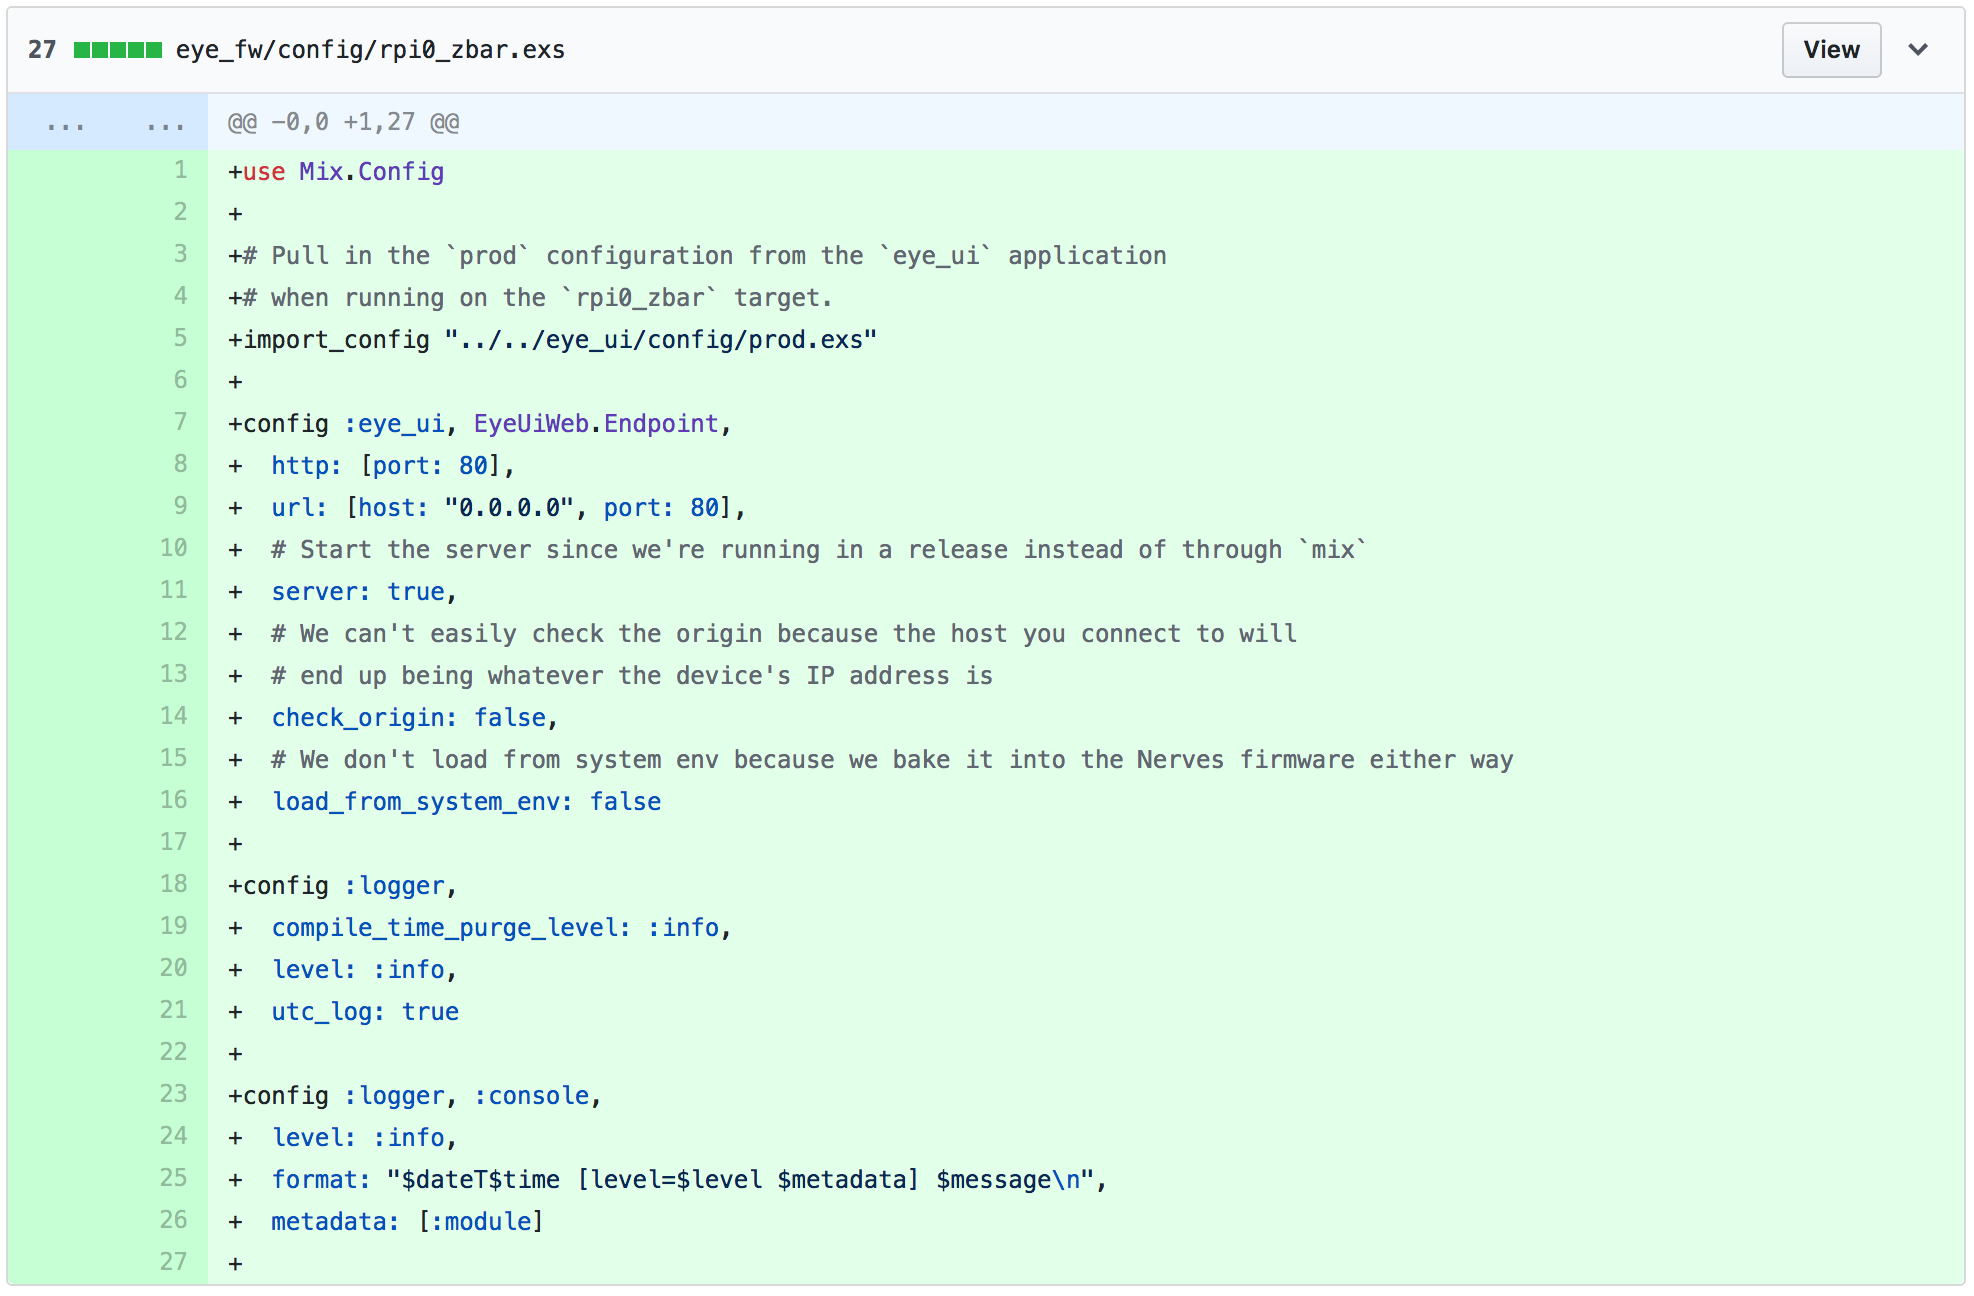 27 eye_fw/config/rpi0_zbar.exs View
... ... @@ -0,0 +1,27 @@
1 +use Mix.Config
2 +
3 +# Pull in the `prod` configuration from the `eye_ui` application
4 +# when running on the `rpi0_zbar` target.
5 +import_config "../../eye_ui/config/prod.exs"
6 +
7 +config :eye_ui, EyeUiWeb.Endpoint,
8 +  http: [port: 80],
9 +  url: [host: "0.0.0.0", port: 80],
10 +  # Start the server since we're running in a release instead of through `mix`
11 +  server: true,
12 +  # We can't easily check the origin because the host you connect to will
13 +  # end up being whatever the device's IP address is
14 +  check_origin: false,
15 +  # We don't load from system env because we bake it into the Nerves firmware either way
16 +  load_from_system_env: false
17 +
18 +config :logger,
19 +  compile_time_purge_level: :info,
20 +  level: :info,
21 +  utc_log: true
22 +
23 +config :logger, :console,
24 +  level: :info,
25 +  format: "$dateT$time [level=$level $metadata] $message\n",
26 +  metadata: [:module]
27 +